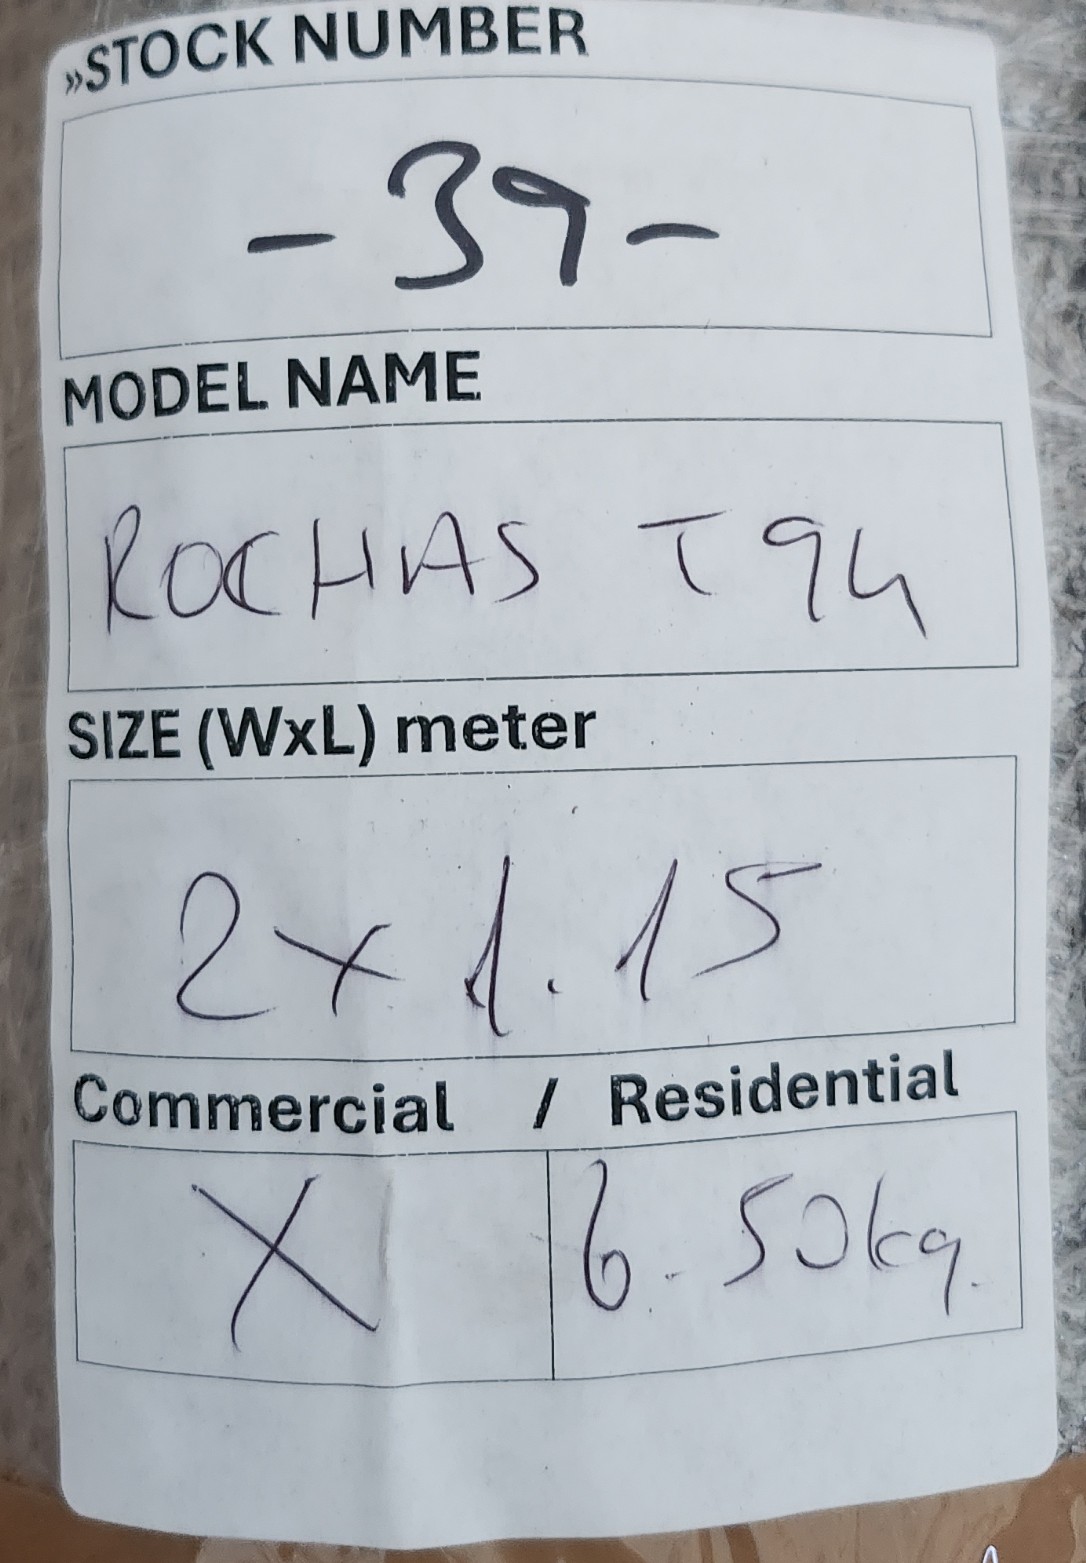 »STOCK NUMBER
-39-
MODEL NAME
ROCHAS T94
SIZE (WxL) meter
2x1.15
Commercial / Residential
X 6.50kg.